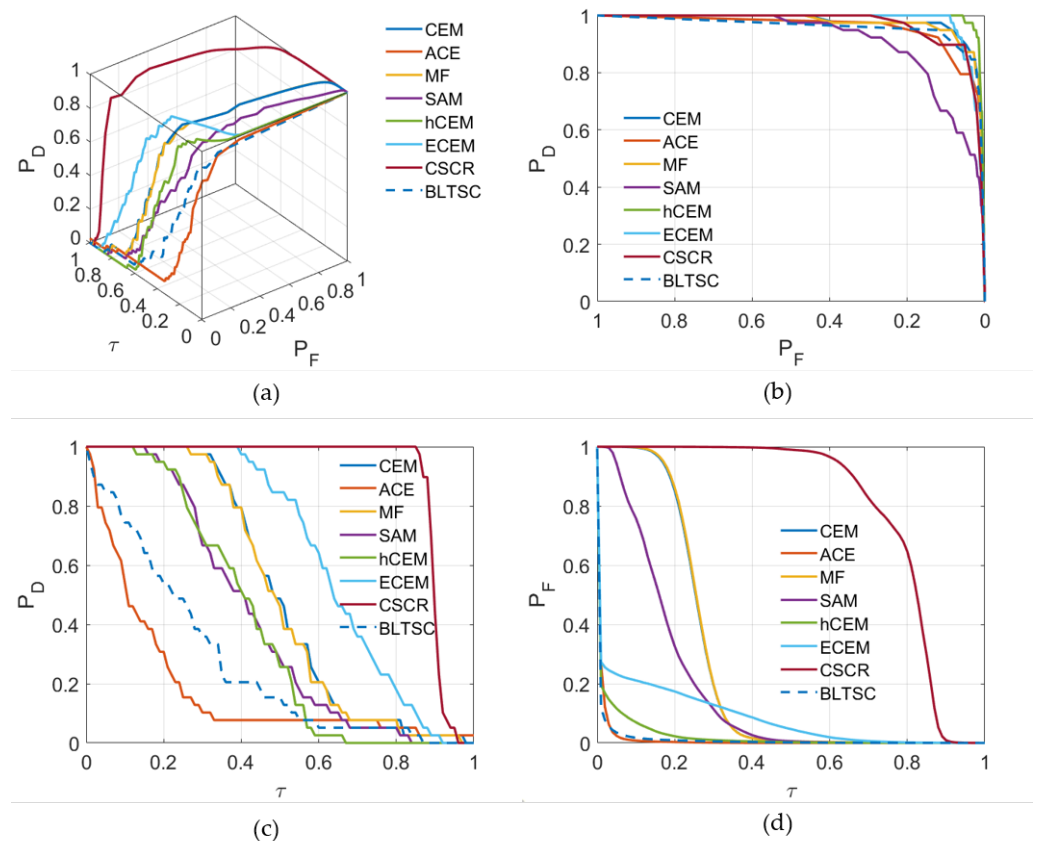 (a)
P_D
1
0.8
0.6
0.4
0.2
0
1
0.8
0.6
0.4
0.2
0
τ
0
0.2
0.4
0.6
0.8
1
P_F
CEM
ACE
MF
SAM
hCEM
ECEM
CSCR
BLTSC
(b)
P_D
1
0.8
0.6
0.4
0.2
0
1
0.8
0.6
0.4
0.2
0
P_F
CEM
ACE
MF
SAM
hCEM
ECEM
CSCR
BLTSC
(c)
P_D
1
0.8
0.6
0.4
0.2
0
0
0.2
0.4
0.6
0.8
1
τ
CEM
ACE
MF
SAM
hCEM
ECEM
CSCR
BLTSC
(d)
P_F
1
0.8
0.6
0.4
0.2
0
0
0.2
0.4
0.6
0.8
1
τ
CEM
ACE
MF
SAM
hCEM
ECEM
CSCR
BLTSC